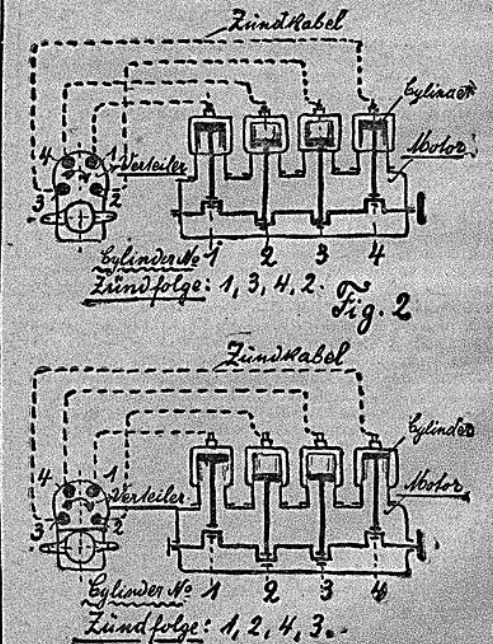 Zündkabel
Cylinder
4 1 Verteiler Motor
3 2
Cylinder No 1 2 3 4
Zündfolge: 1, 3, 4, 2.
Fig. 2
Zündkabel
Cylinder
4 1 Verteiler Motor
3 2
Cylinder No 1 2 3 4
Zündfolge: 1, 2, 4, 3.